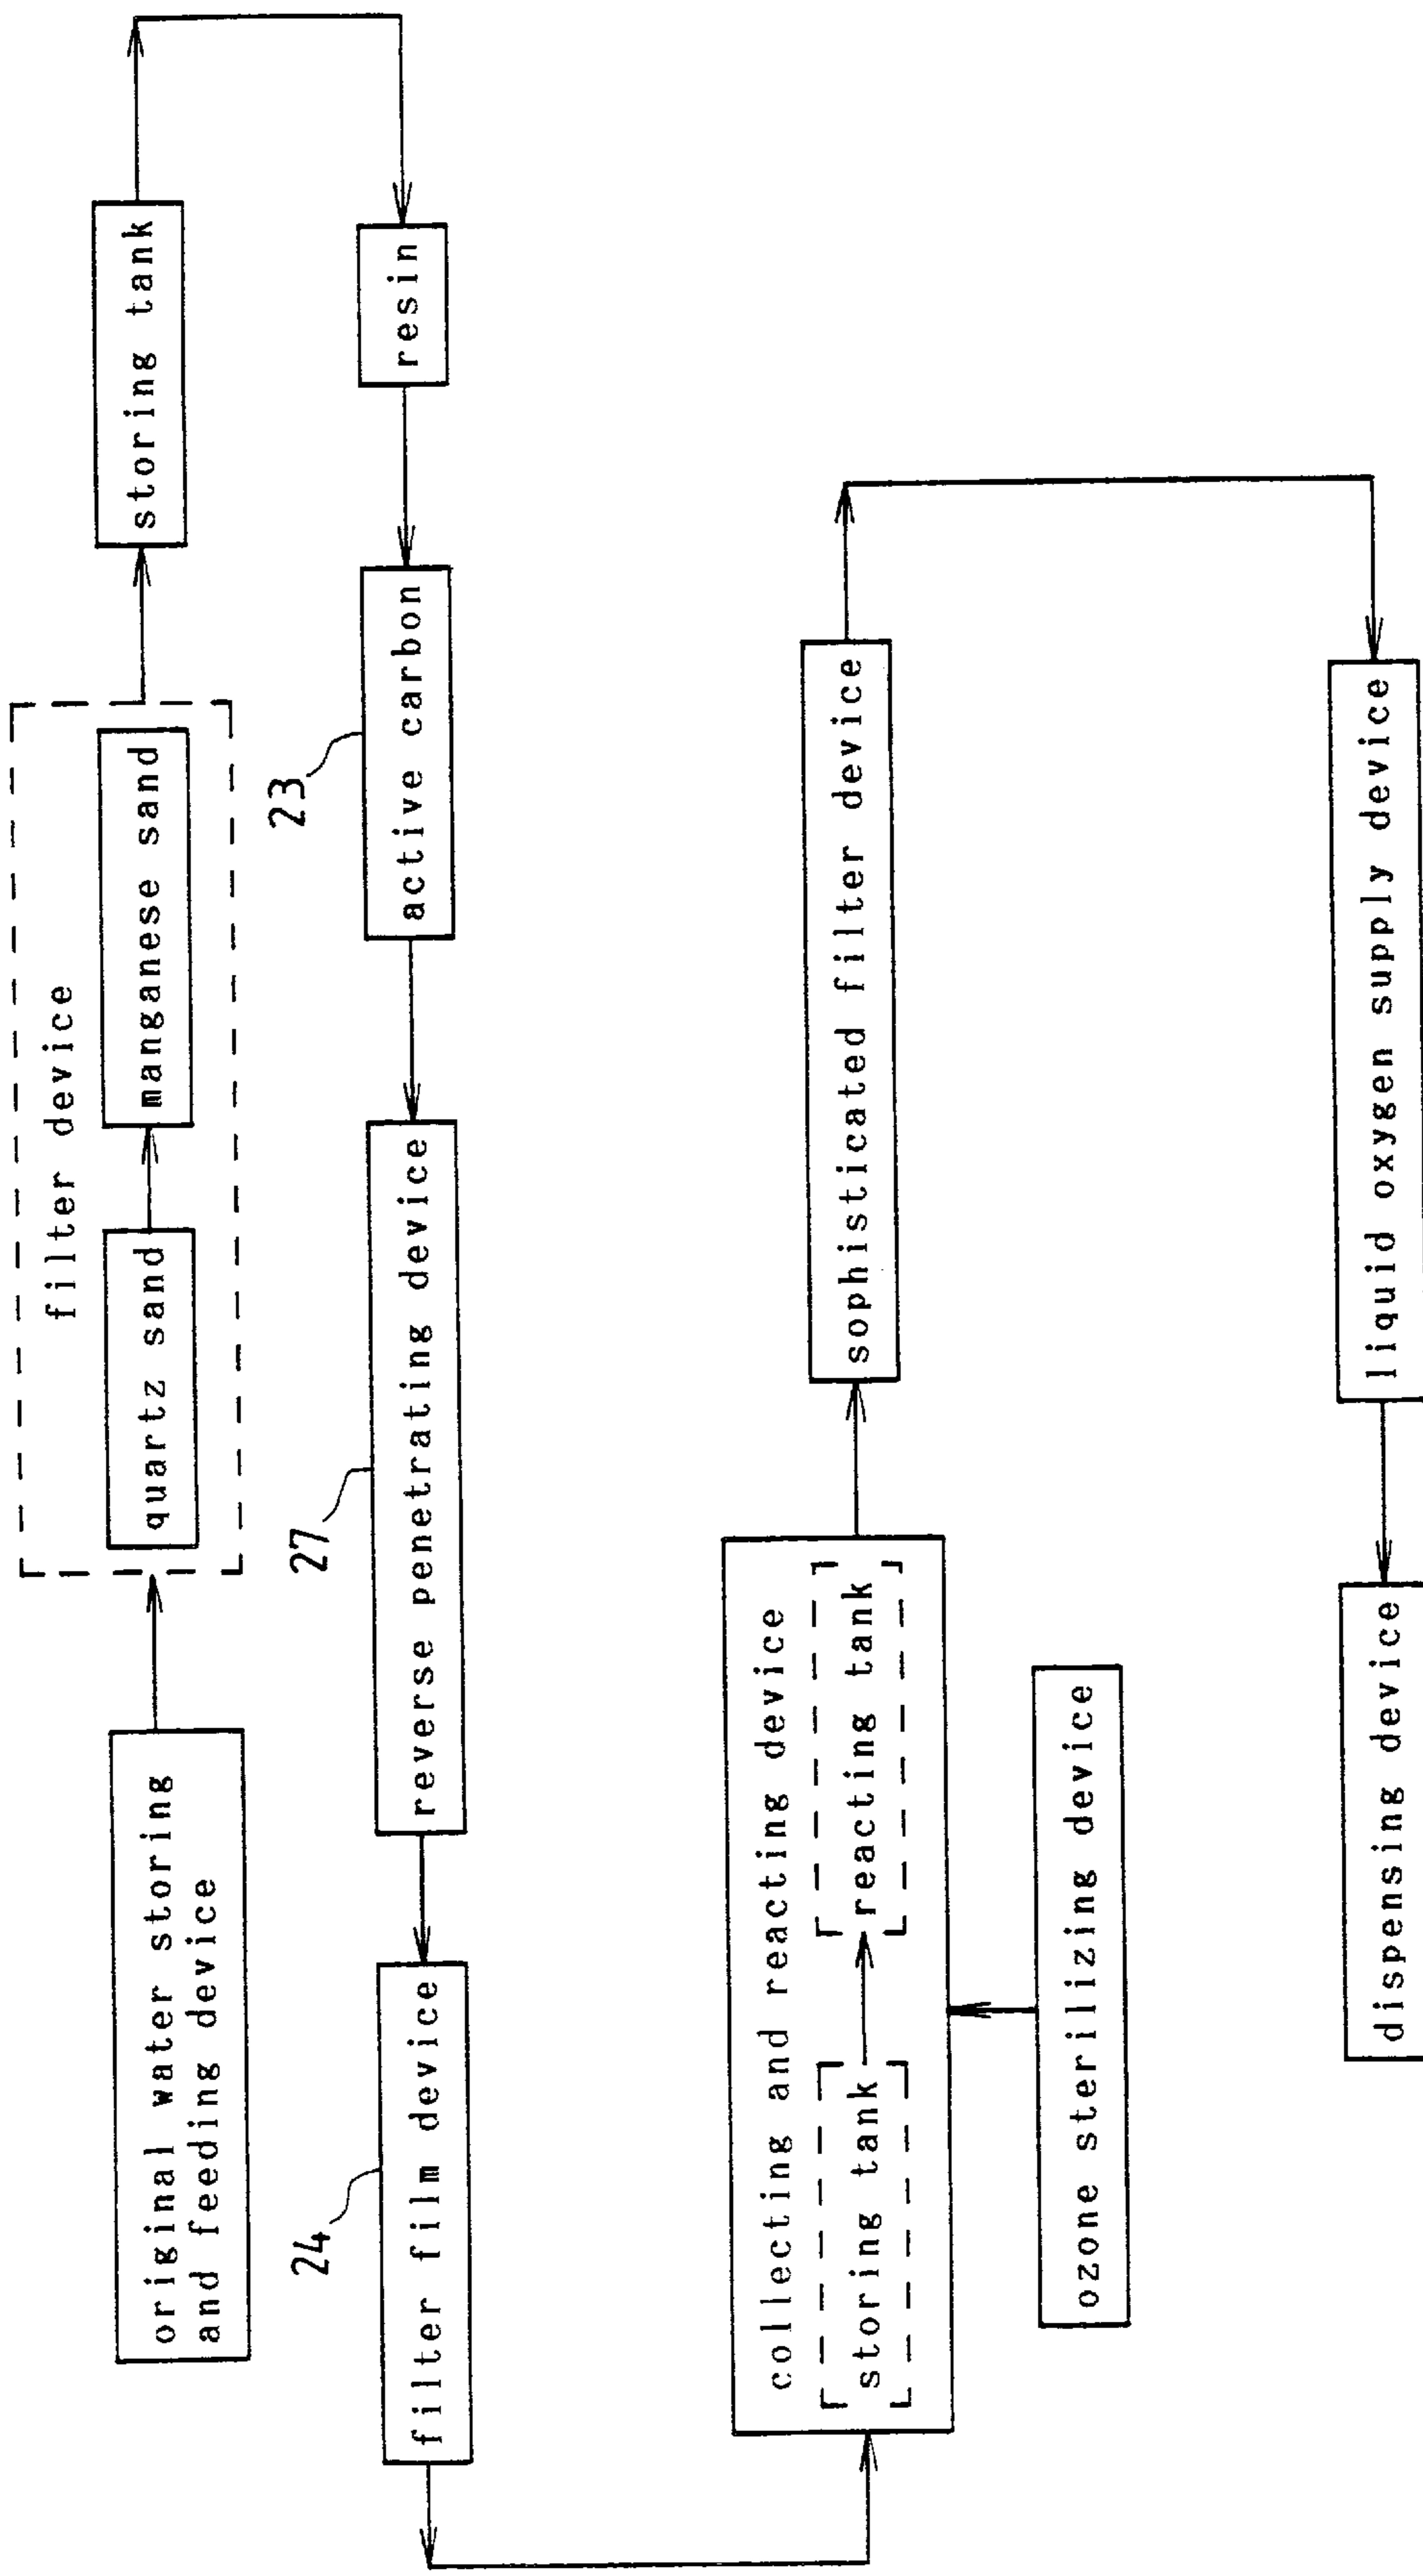 original water storing
and feeding device
filter device
quartz sand
manganese sand
storing tank
resin
active carbon
23
reverse penetrating device
27
filter film device
24
collecting and reacting device
storing tank
reacting tank
ozone sterilizing device
sophisticated filter device
liquid oxygen supply device
dispensing device